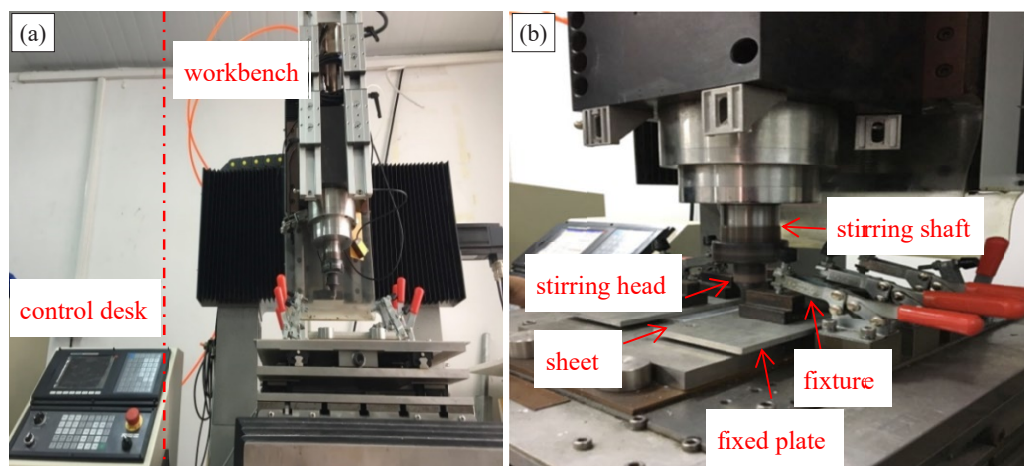 (a)
workbench
control desk
(b)
stirring shaft
stirring head
sheet
fixture
fixed plate